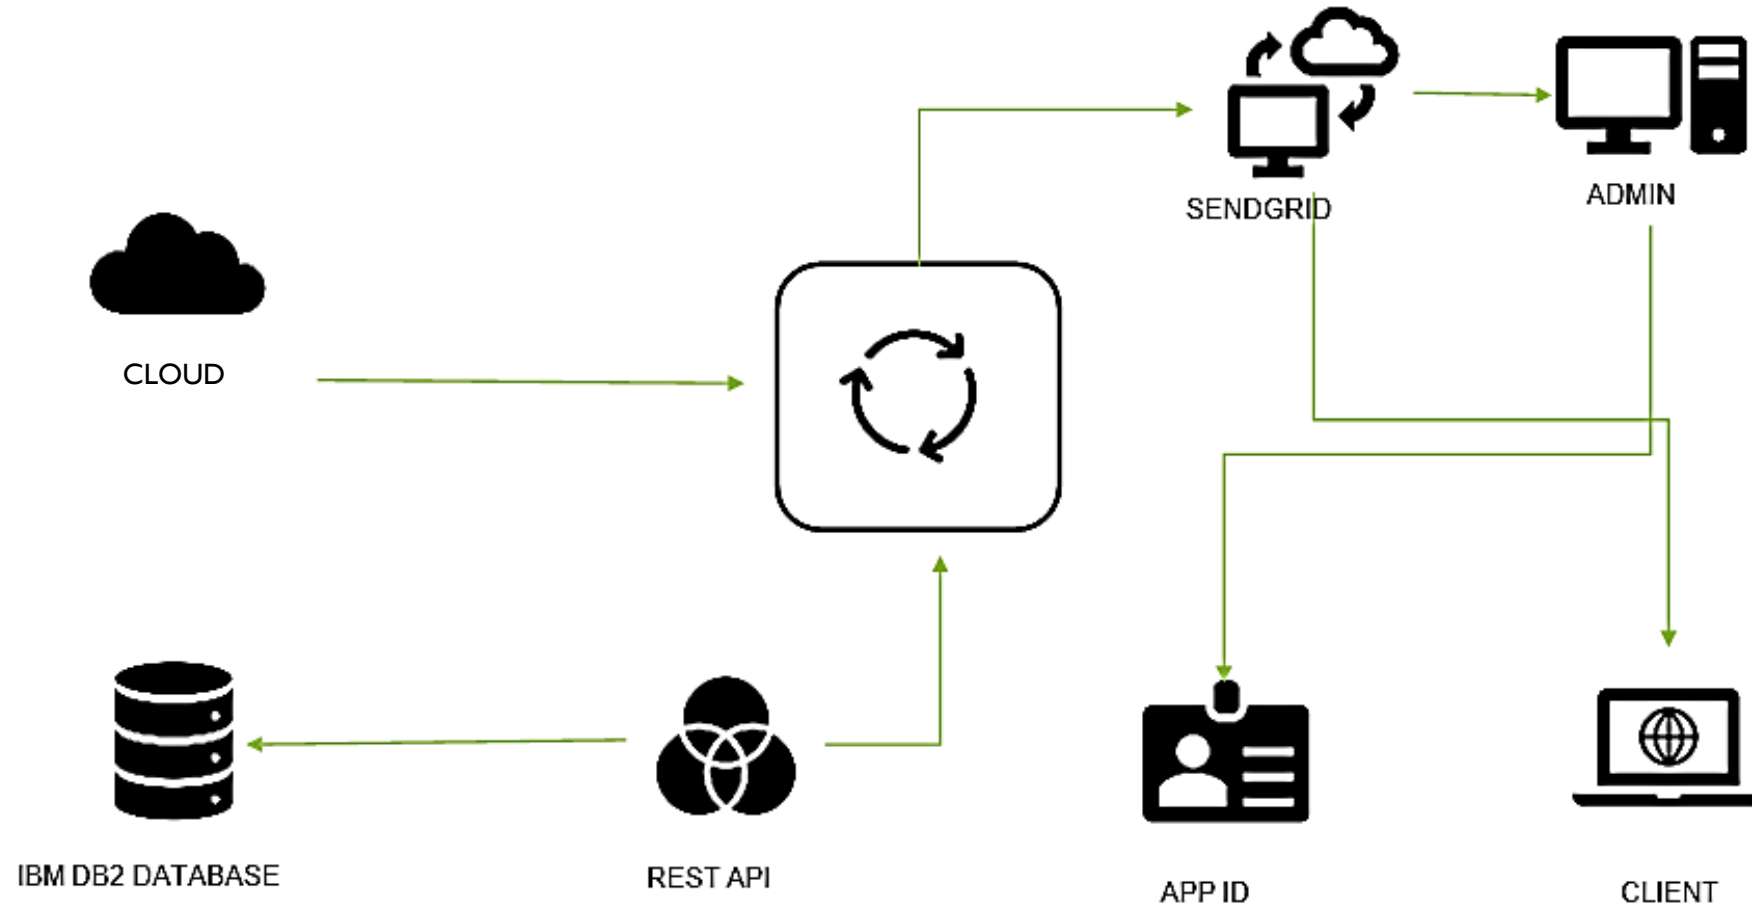 SENDGRID
ADMIN
CLOUD
IBM DB2 DATABASE
REST API
APP ID
CLIENT